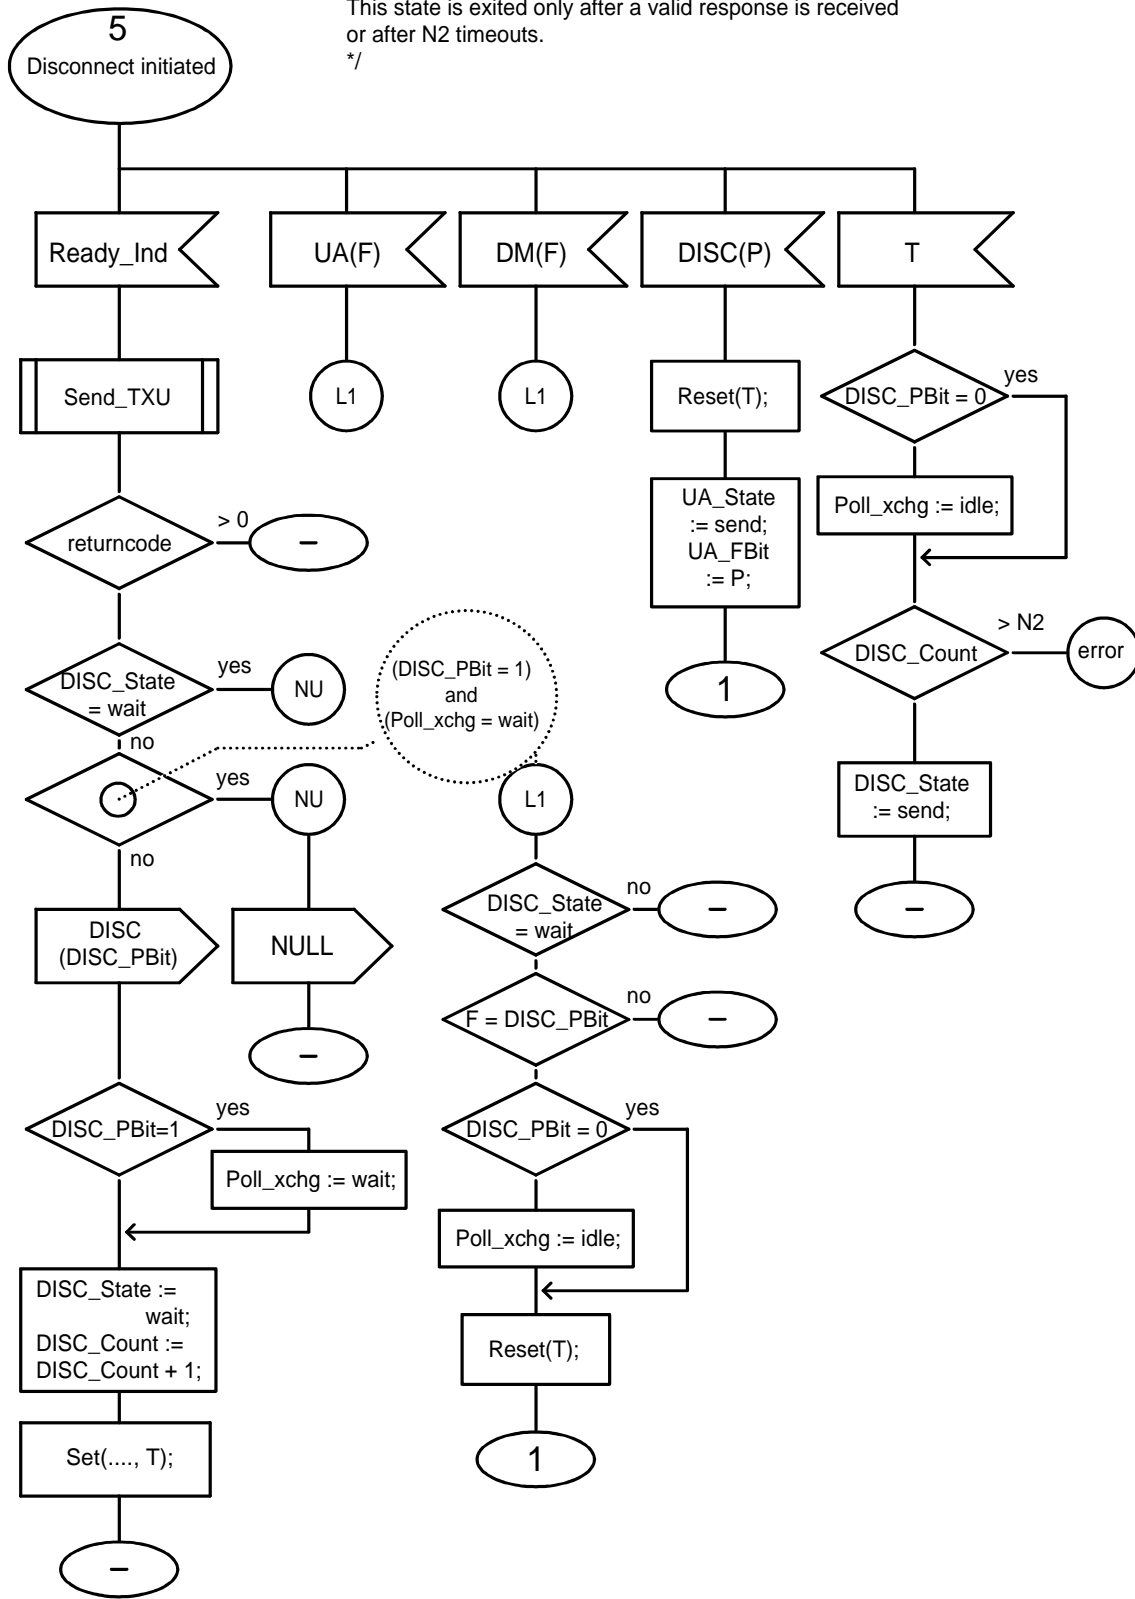 This state is exited only after a valid response is received
or after N2 timeouts.
*/
5
Disconnect initiated
Ready_Ind
UA(F)
DM(F)
DISC(P)
T
Send_TXU
L1
L1
Reset(T);
DISC_PBit = 0
yes
UA_State
:= send;
UA_FBit
:= P;
Poll_xchg := idle;
returncode
> 0
–
DISC_Count
> N2
error
DISC_State
= wait
yes
NU
no
(DISC_PBit = 1)
and
(Poll_xchg = wait)
1
yes
NU
no
L1
DISC_State
:= send;
–
DISC
(DISC_PBit)
NULL
–
DISC_State
= wait
no
–
F = DISC_PBit
no
–
DISC_PBit=1
yes
Poll_xchg := wait;
DISC_PBit = 0
yes
Poll_xchg := idle;
DISC_State :=
wait;
DISC_Count :=
DISC_Count + 1;
Reset(T);
Set(...., T);
1
–